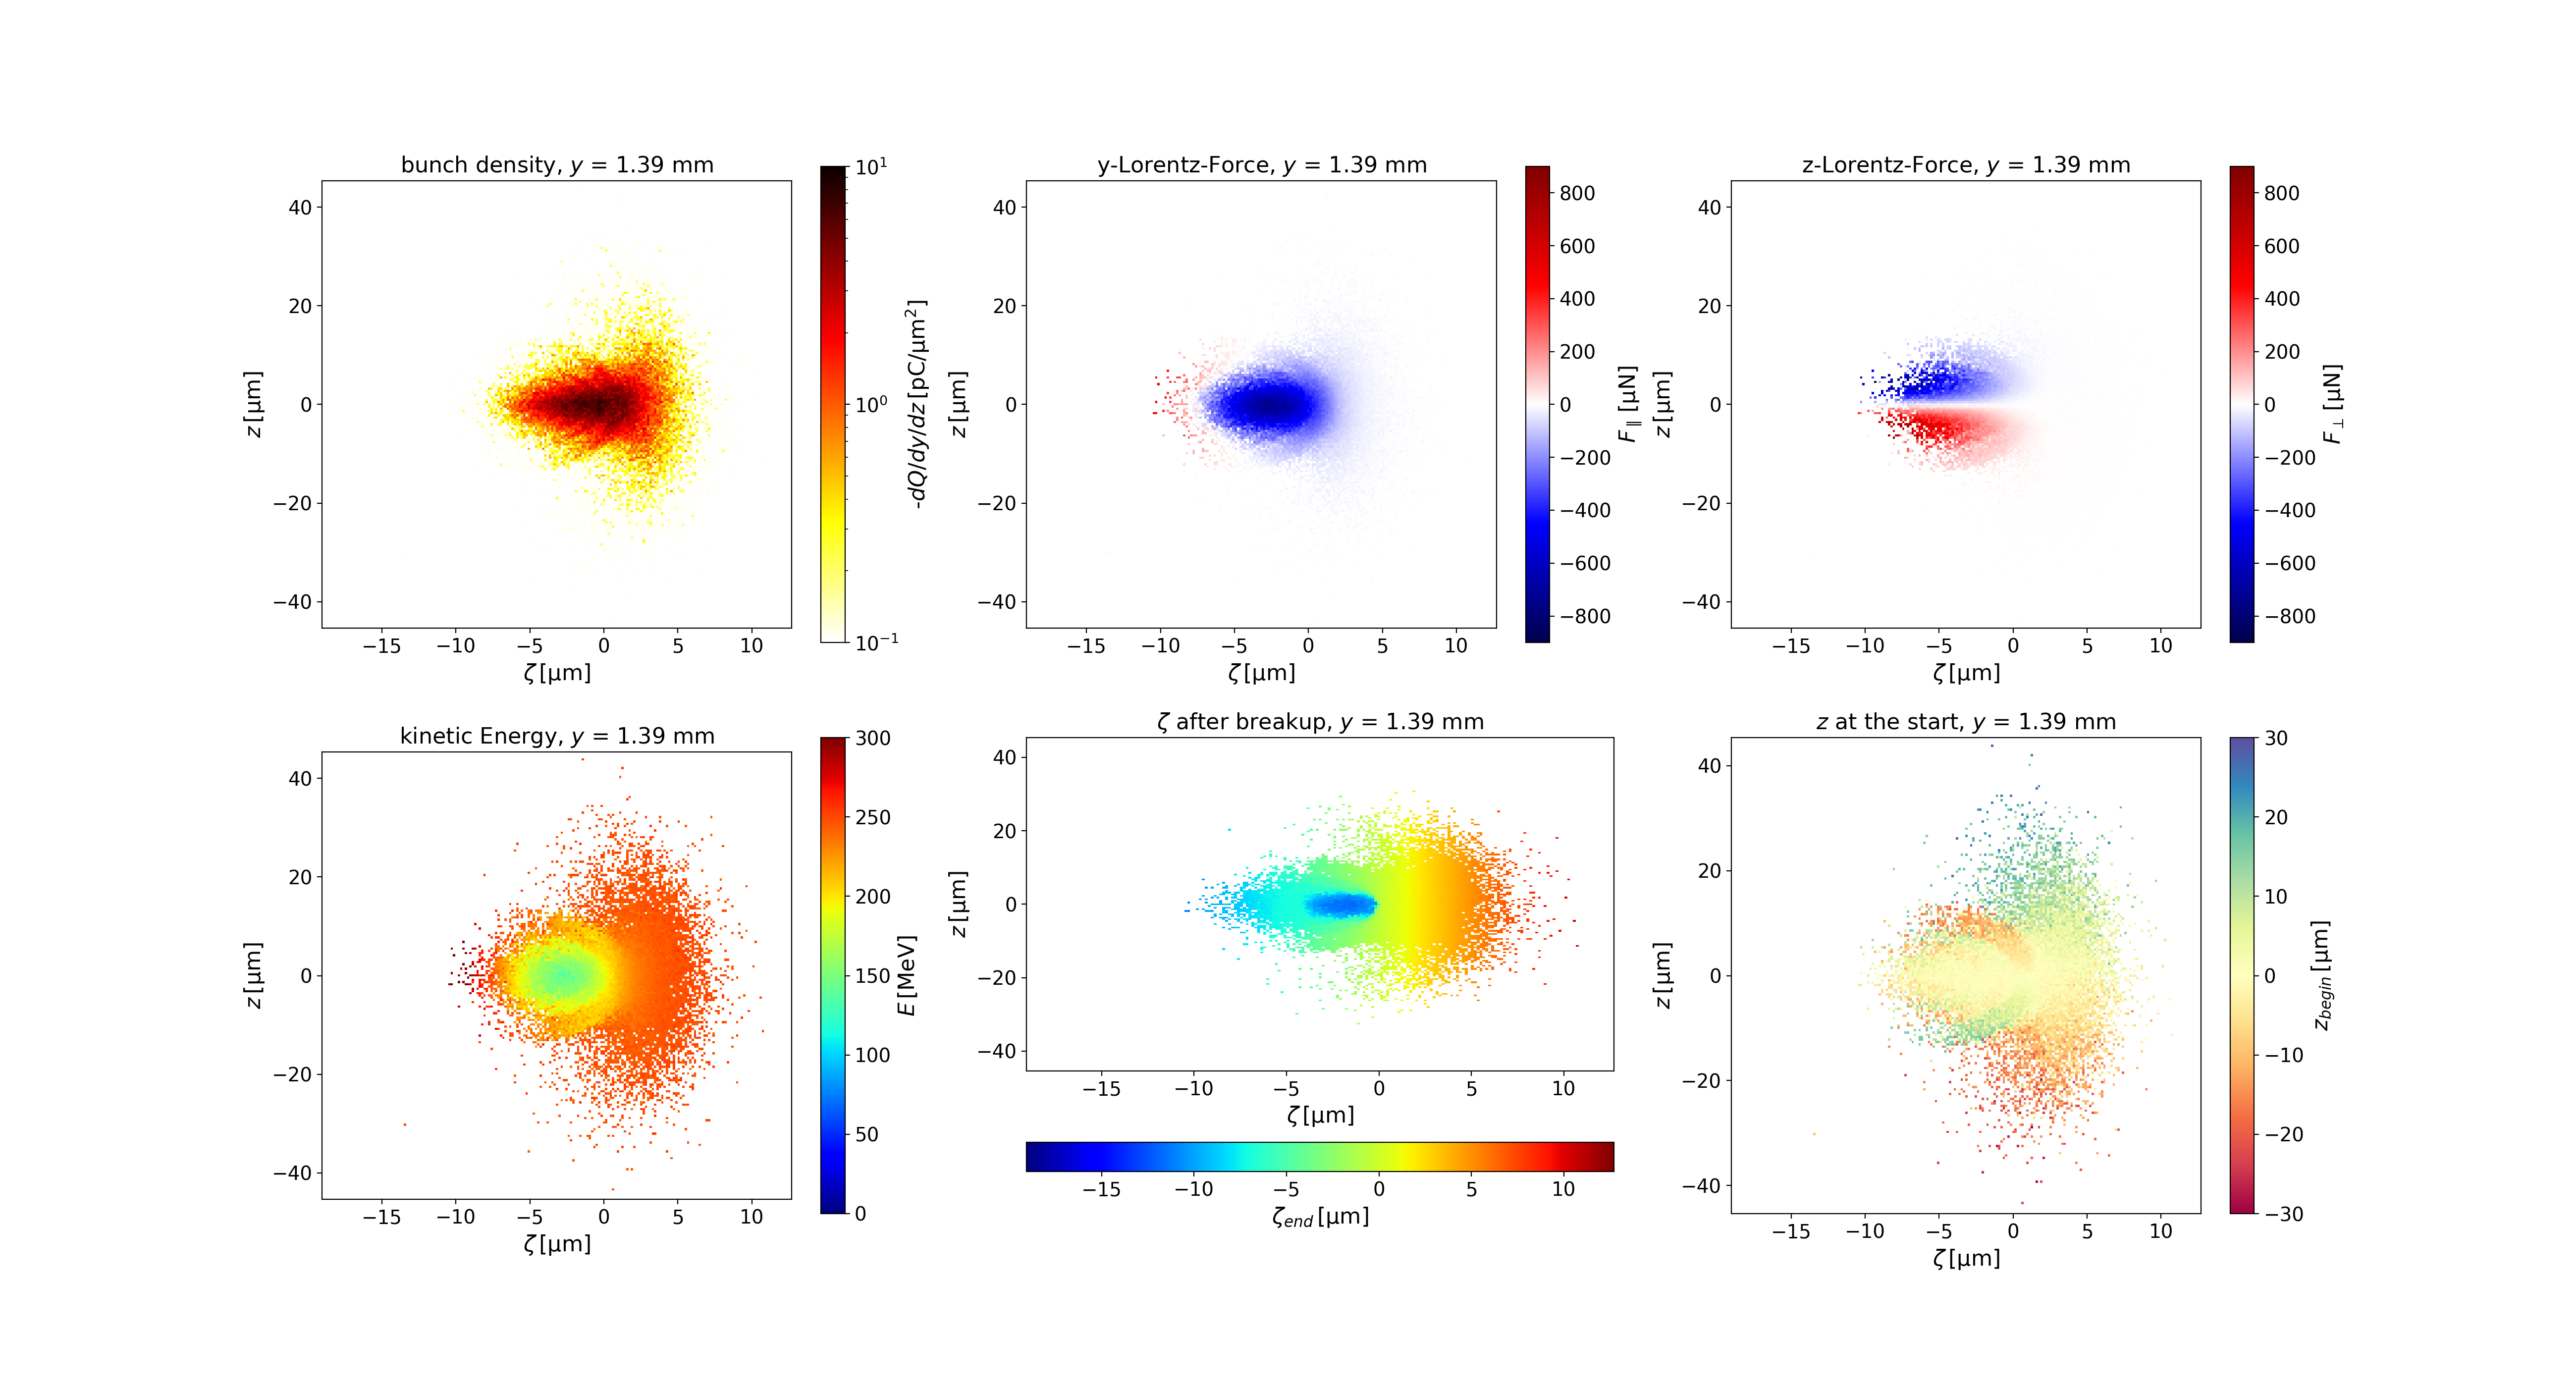 bunch density, y = 1.39 mm
40
20
0
−20
−40
z [µm]
−15 −10 −5 0 5 10
ζ [µm]
10¹
10⁰
10⁻¹
-dQ/dy/dz [pC/µm²]
y-Lorentz-Force, y = 1.39 mm
40
20
0
−20
−40
z [µm]
−15 −10 −5 0 5 10
ζ [µm]
800
600
400
200
0
−200
−400
−600
−800
F∥ [µN]
z-Lorentz-Force, y = 1.39 mm
40
20
0
−20
−40
z [µm]
−15 −10 −5 0 5 10
ζ [µm]
800
600
400
200
0
−200
−400
−600
−800
F⊥ [µN]
kinetic Energy, y = 1.39 mm
40
20
0
−20
−40
z [µm]
−15 −10 −5 0 5 10
ζ [µm]
300
250
200
150
100
50
0
E [MeV]
ζ after breakup, y = 1.39 mm
40
20
0
−20
−40
z [µm]
−15 −10 −5 0 5 10
ζ [µm]
−15 −10 −5 0 5 10
ζend [µm]
z at the start, y = 1.39 mm
40
20
0
−20
−40
z [µm]
−15 −10 −5 0 5 10
ζ [µm]
30
20
10
0
−10
−20
−30
zbegin [µm]